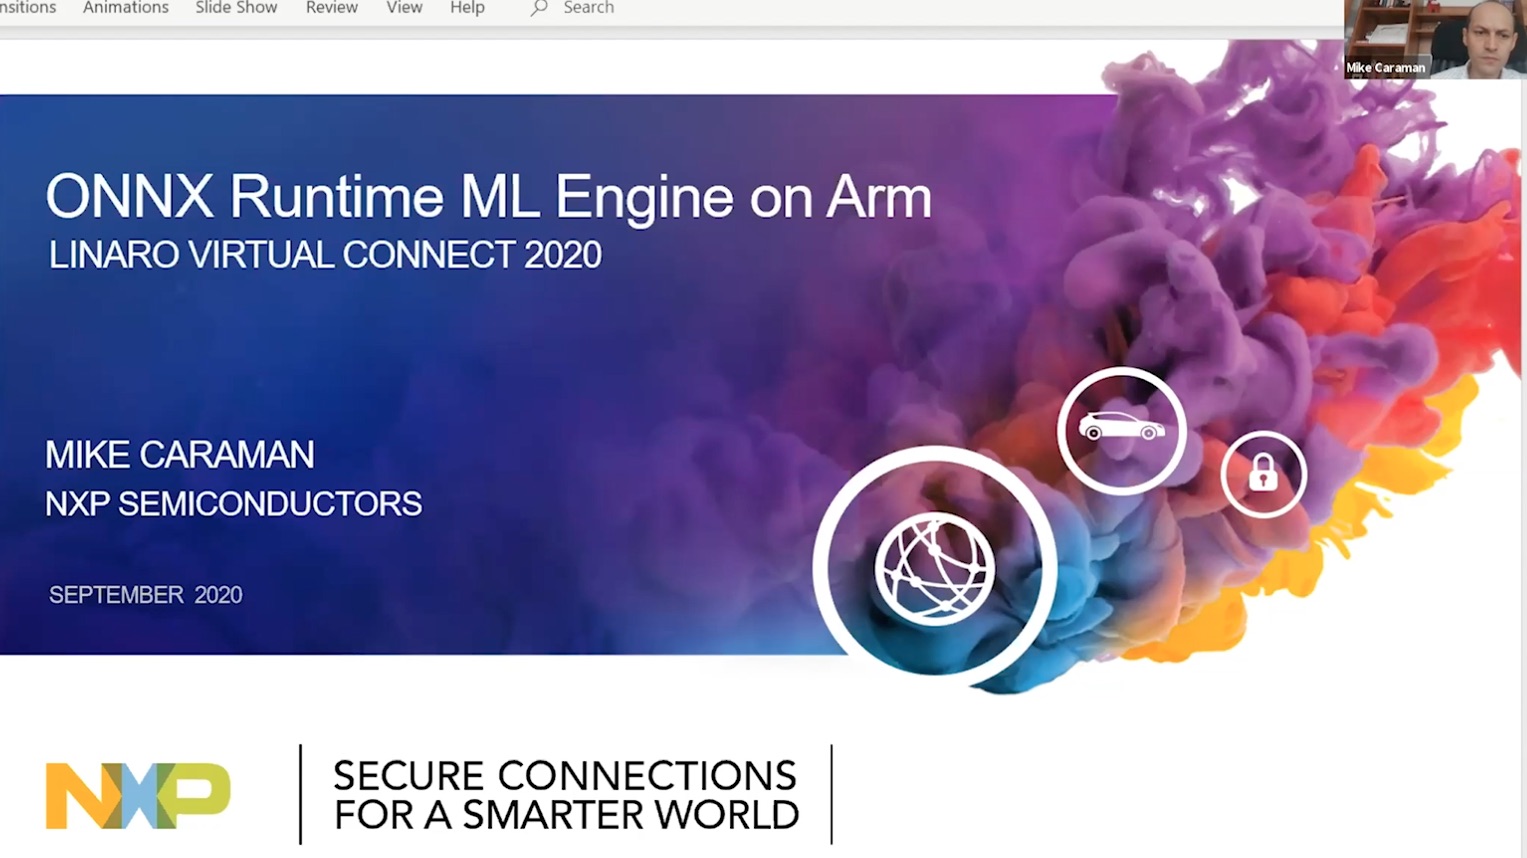 nsitions Animations Slide Show Review View Help Search
Mike Caraman
ONNX Runtime ML Engine on Arm
LINARO VIRTUAL CONNECT 2020
MIKE CARAMAN
NXP SEMICONDUCTORS
SEPTEMBER 2020
NXP
SECURE CONNECTIONS
FOR A SMARTER WORLD